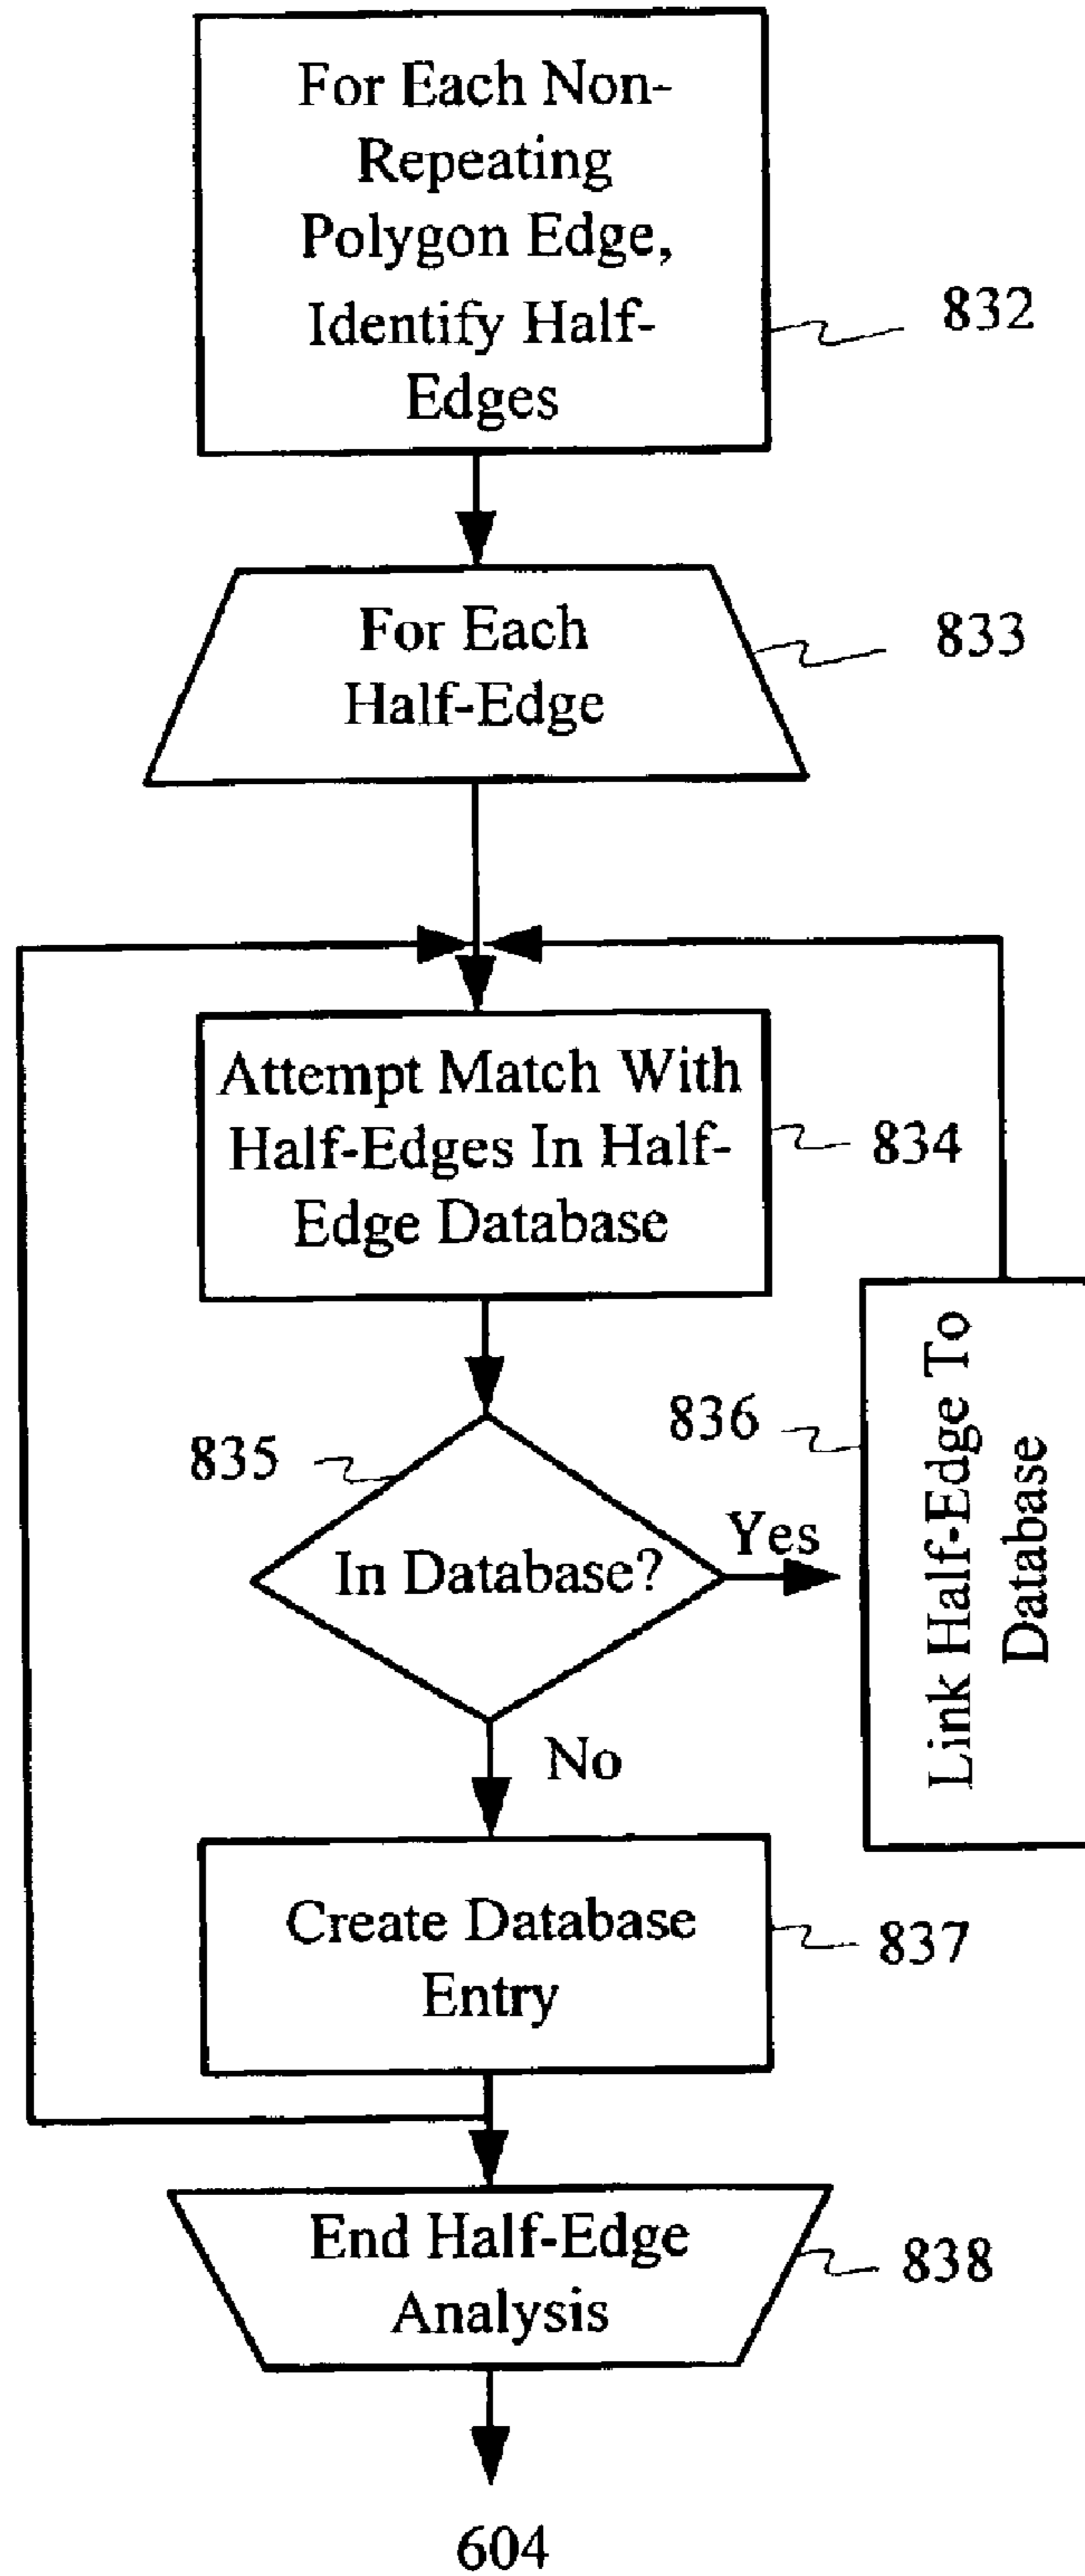 For Each Non-
Repeating
Polygon Edge,
Identify Half-
Edges
832
For Each
Half-Edge
833
Attempt Match With
Half-Edges In Half-
Edge Database
834
835
In Database?
Yes
836
Link Half-Edge To
Database
No
Create Database
Entry
837
End Half-Edge
Analysis
838
604